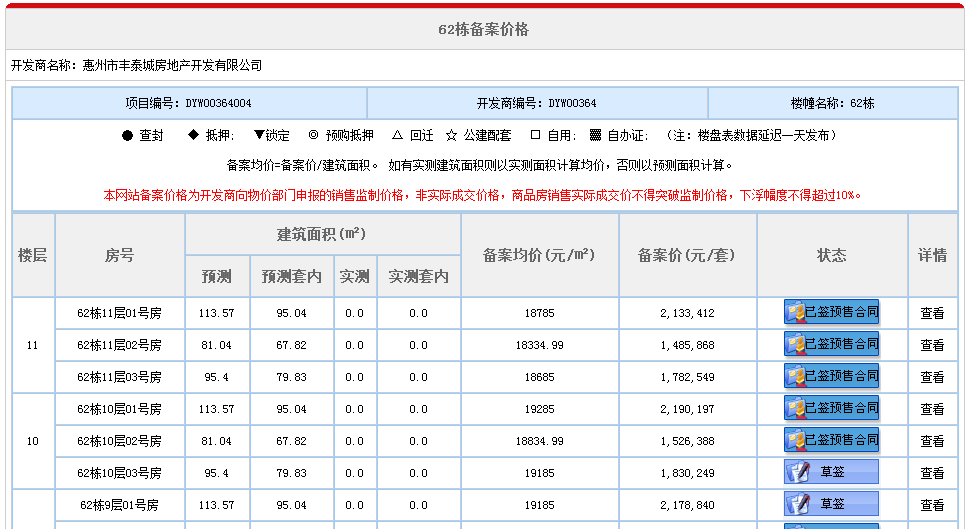 62栋备案价格
开发商名称：惠州市丰泰城房地产开发有限公司
项目编号：DYW00364004 开发商编号：DYW00364 楼幢名称：62栋
● 查封 ◆ 抵押; ▼锁定 ◎ 预购抵押 △ 回迁 ☆ 公建配套 □ 自用; ▩ 自办证; （注：楼盘表数据延迟一天发布）
备案均价=备案价/建筑面积。 如有实测建筑面积则以实测面积计算均价，否则以预测面积计算。
本网站备案价格为开发商向物价部门申报的销售监制价格，非实际成交价格，商品房销售实际成交价不得突破监制价格，下浮幅度不得超过10%。
楼层 房号 建筑面积(m²) 备案均价(元/m²) 备案价(元/套) 状态 详情
预测 预测套内 实测 实测套内
62栋11层01号房 113.57 95.04 0.0 0.0 18785 2,133,412 已签预售合同 查看
11 62栋11层02号房 81.04 67.82 0.0 0.0 18334.99 1,485,868 已签预售合同 查看
62栋11层03号房 95.4 79.83 0.0 0.0 18685 1,782,549 已签预售合同 查看
62栋10层01号房 113.57 95.04 0.0 0.0 19285 2,190,197 已签预售合同 查看
10 62栋10层02号房 81.04 67.82 0.0 0.0 18834.99 1,526,388 已签预售合同 查看
62栋10层03号房 95.4 79.83 0.0 0.0 19185 1,830,249 草签 查看
62栋9层01号房 113.57 95.04 0.0 0.0 19185 2,178,840 草签 查看